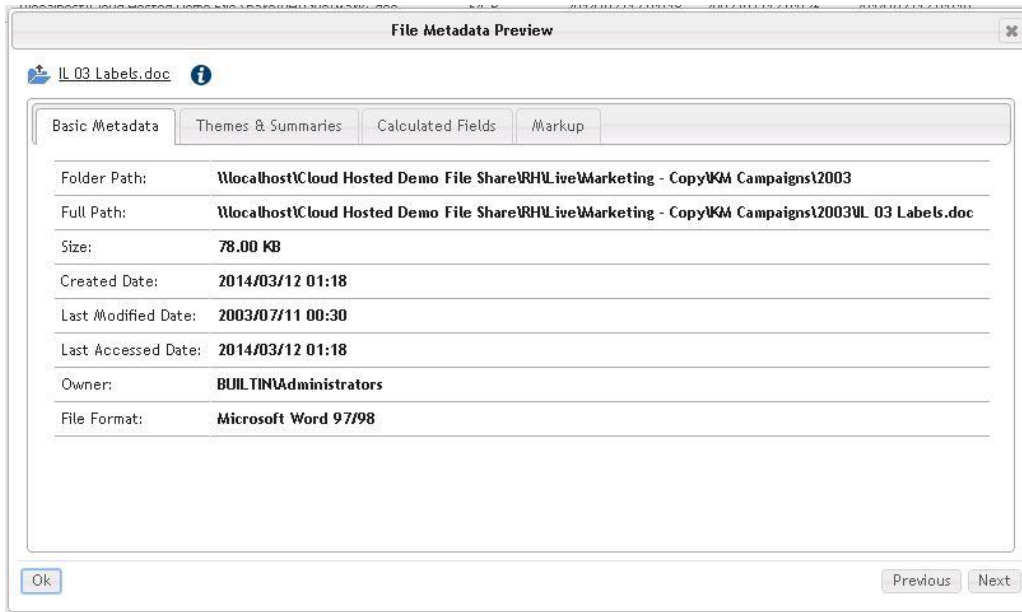 File Metadata Preview
IL 03 Labels.doc
Basic Metadata Themes & Summaries Calculated Fields Markup
Folder Path: \\localhost\Cloud Hosted Demo File Share\RH\Live\Marketing - Copy\KM Campaigns\2003
Full Path: \\localhost\Cloud Hosted Demo File Share\RH\Live\Marketing - Copy\KM Campaigns\2003\IL 03 Labels.doc
Size: 78.00 KB
Created Date: 2014/03/12 01:18
Last Modified Date: 2003/07/11 00:30
Last Accessed Date: 2014/03/12 01:18
Owner: BUILTIN\Administrators
File Format: Microsoft Word 97/98
Ok Previous Next